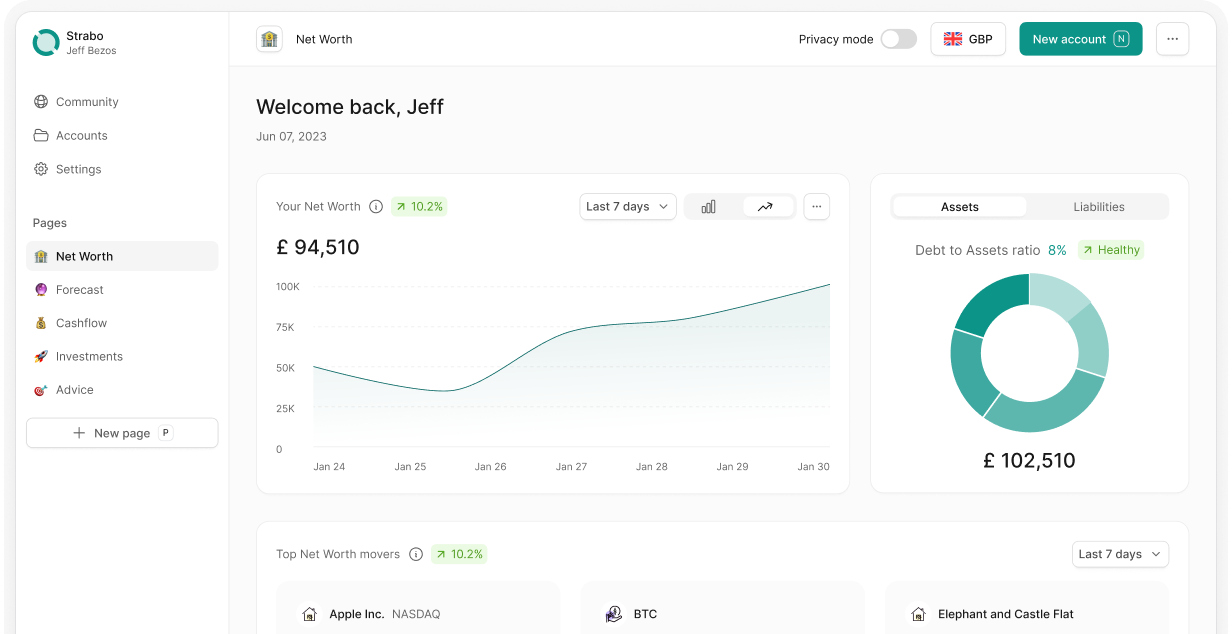 Strabo
Jeff Bezos
Community
Accounts
Settings
Pages
Net Worth
Forecast
Cashflow
Investments
Advice
New page P
Net Worth
Privacy mode
GBP
New account N
Welcome back, Jeff
Jun 07, 2023
Your Net Worth 10.2%
Last 7 days
£ 94,510
100K
75K
50K
25K
0
Jan 24 Jan 25 Jan 26 Jan 27 Jan 28 Jan 29 Jan 30
Assets Liabilities
Debt to Assets ratio 8% Healthy
£ 102,510
Top Net Worth movers 10.2%
Last 7 days
Apple Inc. NASDAQ
BTC
Elephant and Castle Flat